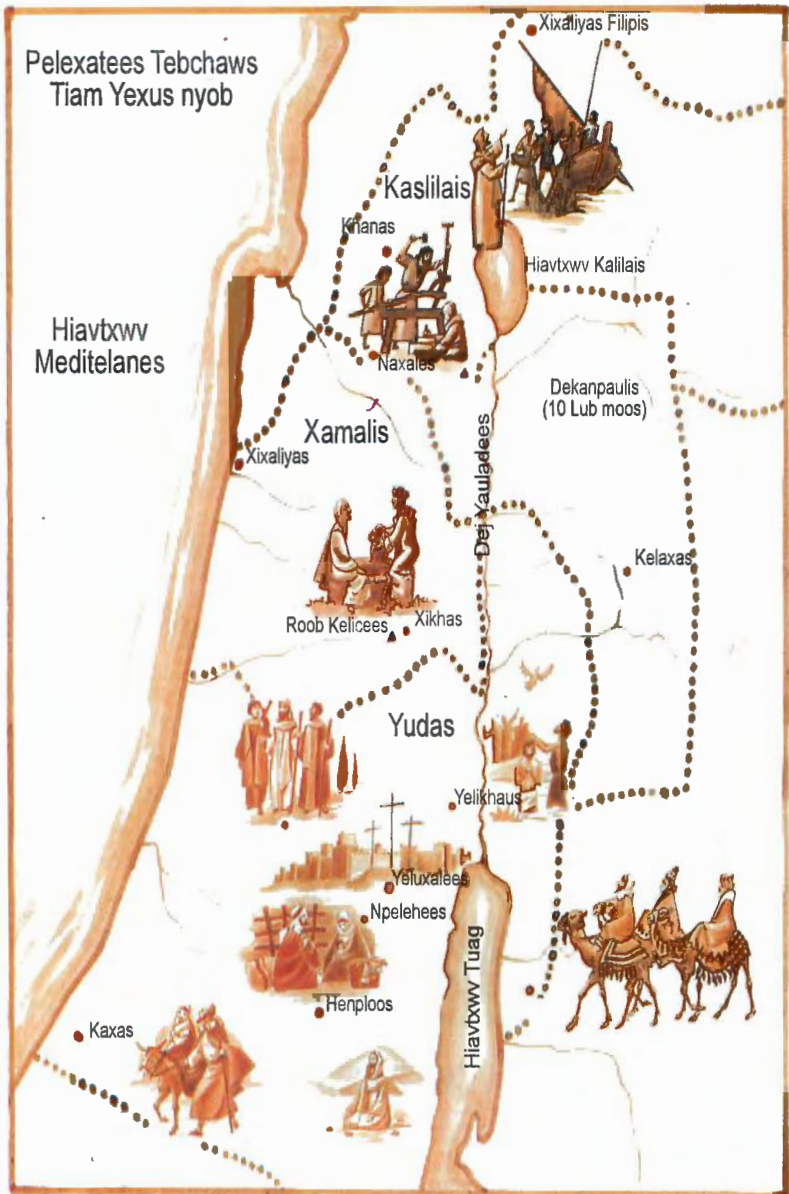 Pelexatees Tebchaws
Tiam Yexus nyob
Xixaliyas Filipis
Kaslilais
Khanas
Hiavtxwv Kalilais
Hiavtxwv
Meditelanes
Naxales
Dekanpaulis
(10 Lub moos)
Xamalis
Xixaliyas
Dej Yauladees
Kelaxas
Roob Kelicees
Xikhas
Yudas
Yelikhaus
Yeluxalees
Npelehees
Hiavtxwv Tuag
Henploos
Kaxas